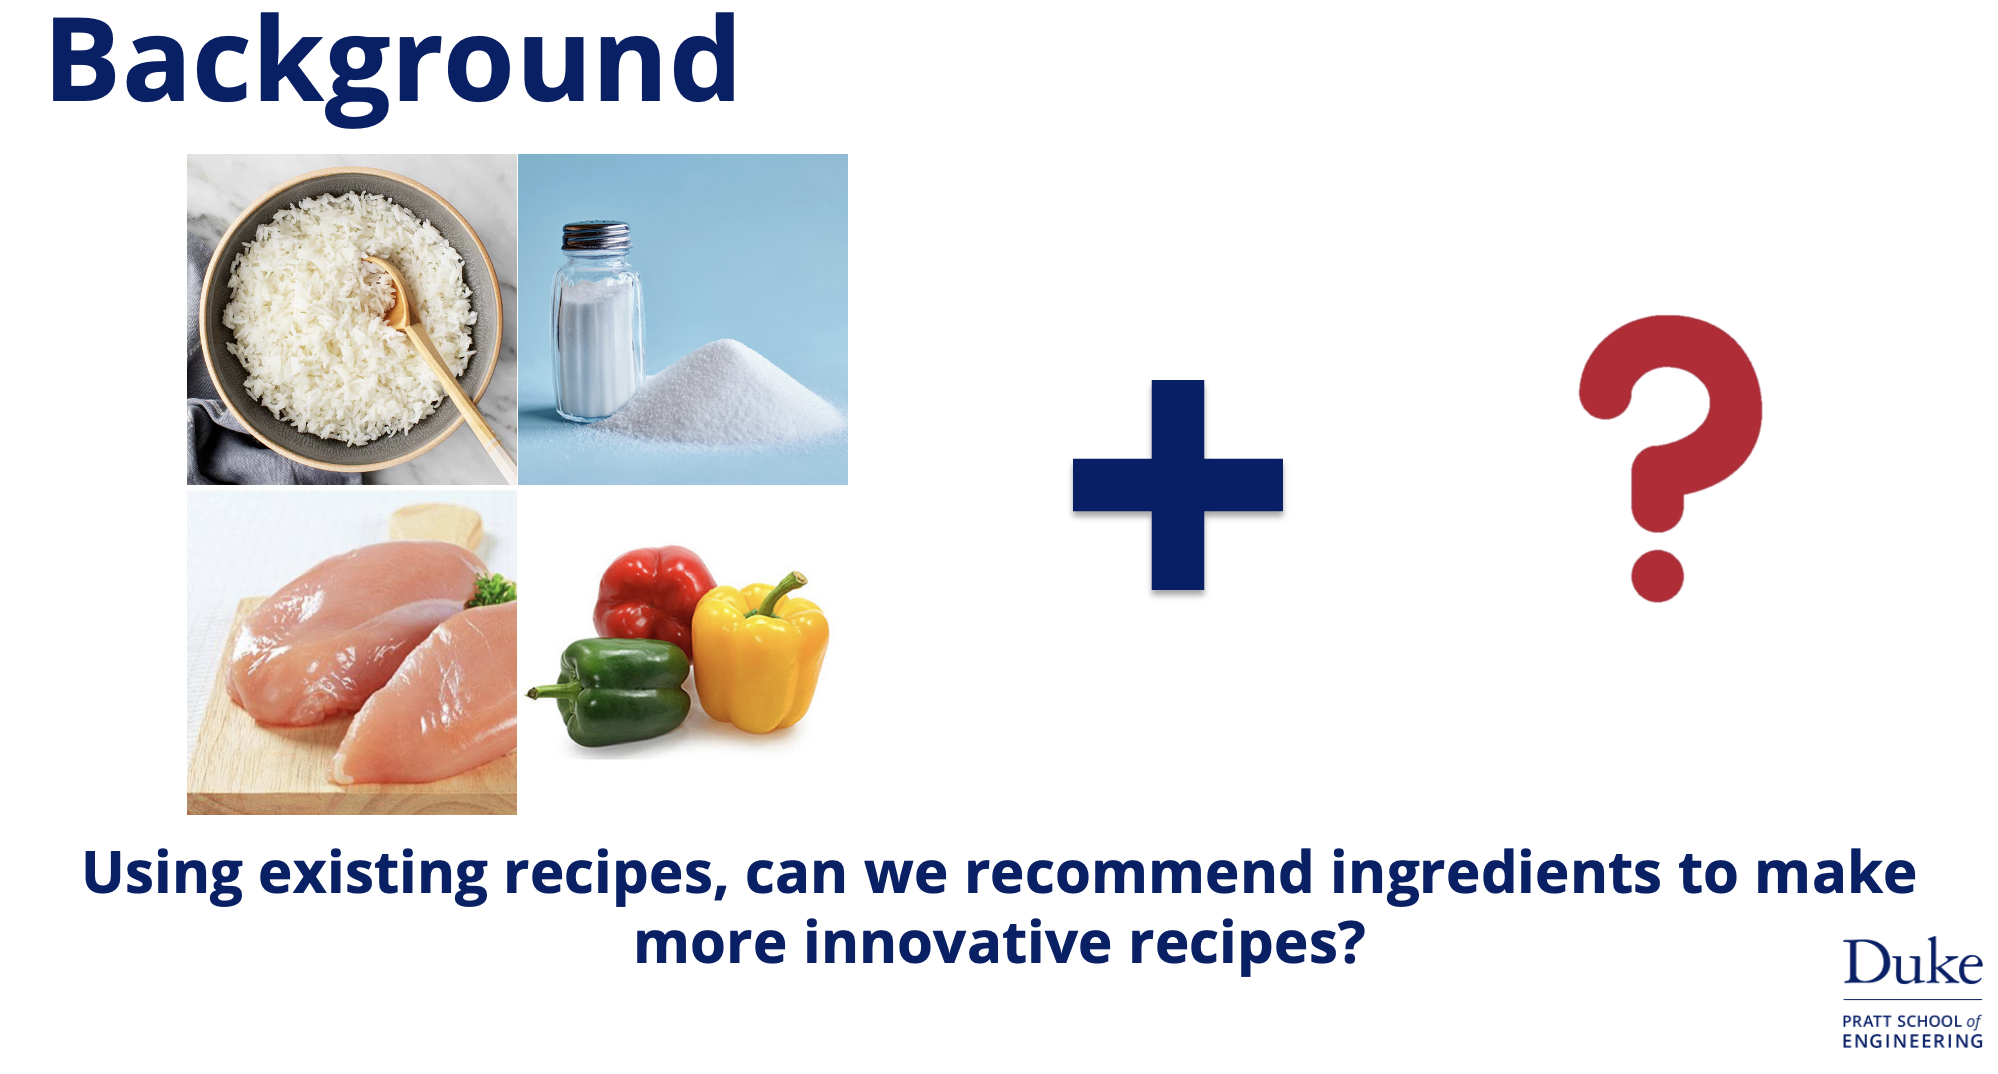 Background
Using existing recipes, can we recommend ingredients to make
more innovative recipes?
Duke
PRATT SCHOOL of
ENGINEERING